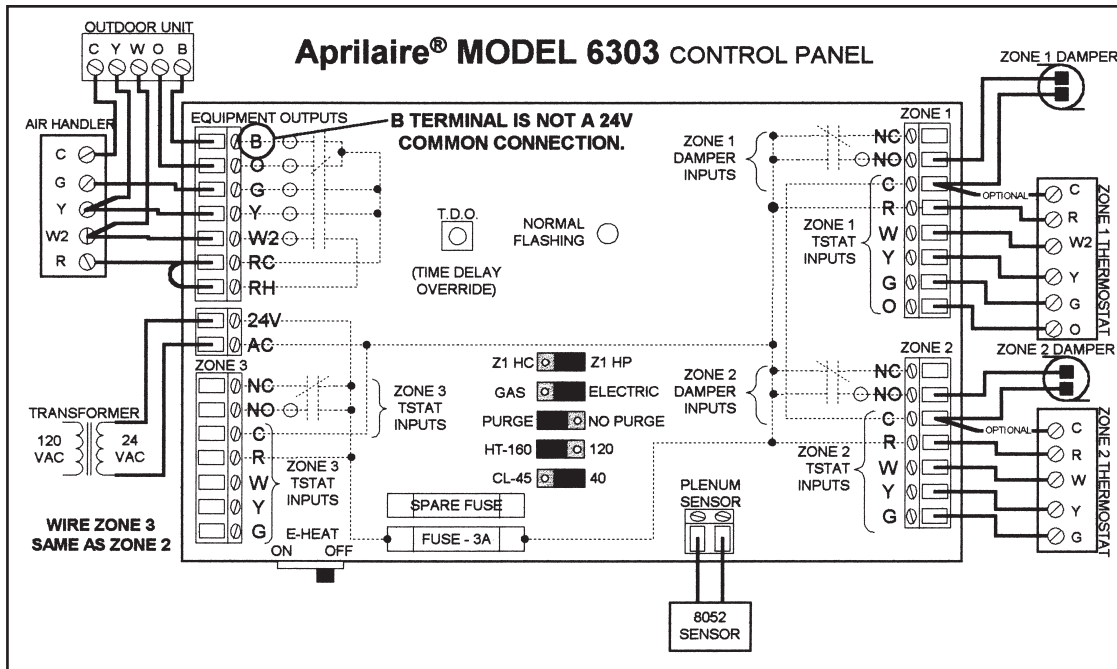 Aprilaire® MODEL 6303 CONTROL PANEL
OUTDOOR UNIT
C Y W O B
AIR HANDLER
C
G
Y
W2
R
EQUIPMENT OUTPUTS
B
O
G
Y
W2
RC
RH
24V
AC
B TERMINAL IS NOT A 24V
COMMON CONNECTION.
T.D.O.
(TIME DELAY
OVERRIDE)
NORMAL
FLASHING
TRANSFORMER
120
VAC
24
VAC
WIRE ZONE 3
SAME AS ZONE 2
ZONE 3
NC
NO
C
R
W
Y
G
ZONE 3
TSTAT
INPUTS
ZONE 3
TSTAT
INPUTS
E-HEAT
ON OFF
Z1 HC Z1 HP
GAS ELECTRIC
PURGE NO PURGE
HT-160 120
CL-45 40
SPARE FUSE
FUSE - 3A
PLENUM
SENSOR
8052
SENSOR
ZONE 1
ZONE 1
DAMPER
INPUTS
NC
NO
C
R
W
Y
G
O
ZONE 1
TSTAT
INPUTS
ZONE 1 DAMPER
OPTIONAL
C
R
W2
Y
G
O
ZONE 1 THERMOSTAT
ZONE 2
ZONE 2
DAMPER
INPUTS
NC
NO
C
R
W
Y
G
ZONE 2
TSTAT
INPUTS
ZONE 2 DAMPER
OPTIONAL
C
R
W
Y
G
ZONE 2 THERMOSTAT